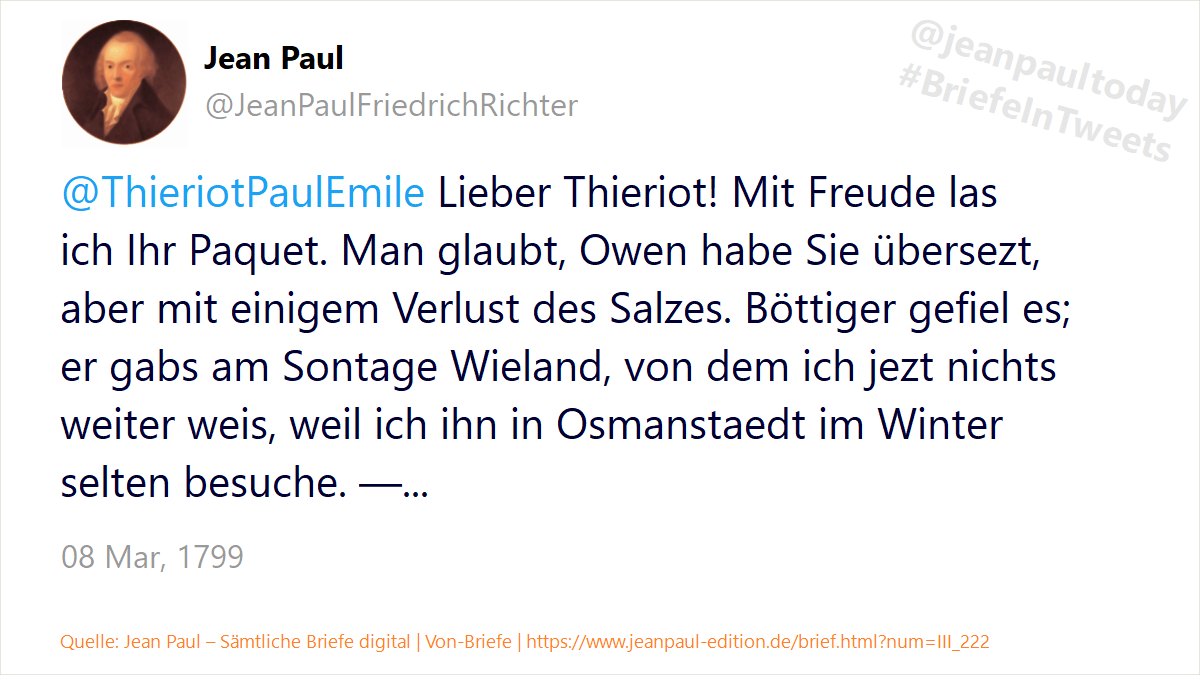 Jean Paul
@JeanPaulFriedrichRichter
@jeanpaultoday
#BriefeInTweets
@ThieriotPaulEmile Lieber Thieriot! Mit Freude las
ich Ihr Paquet. Man glaubt, Owen habe Sie übersezt,
aber mit einigem Verlust des Salzes. Böttiger gefiel es;
er gabs am Sontage Wieland, von dem ich jezt nichts
weiter weis, weil ich ihn in Osmanstaedt im Winter
selten besuche. —...
08 Mar, 1799
Quelle: Jean Paul – Sämtliche Briefe digital | Von-Briefe | https://www.jeanpaul-edition.de/brief.html?num=III_222